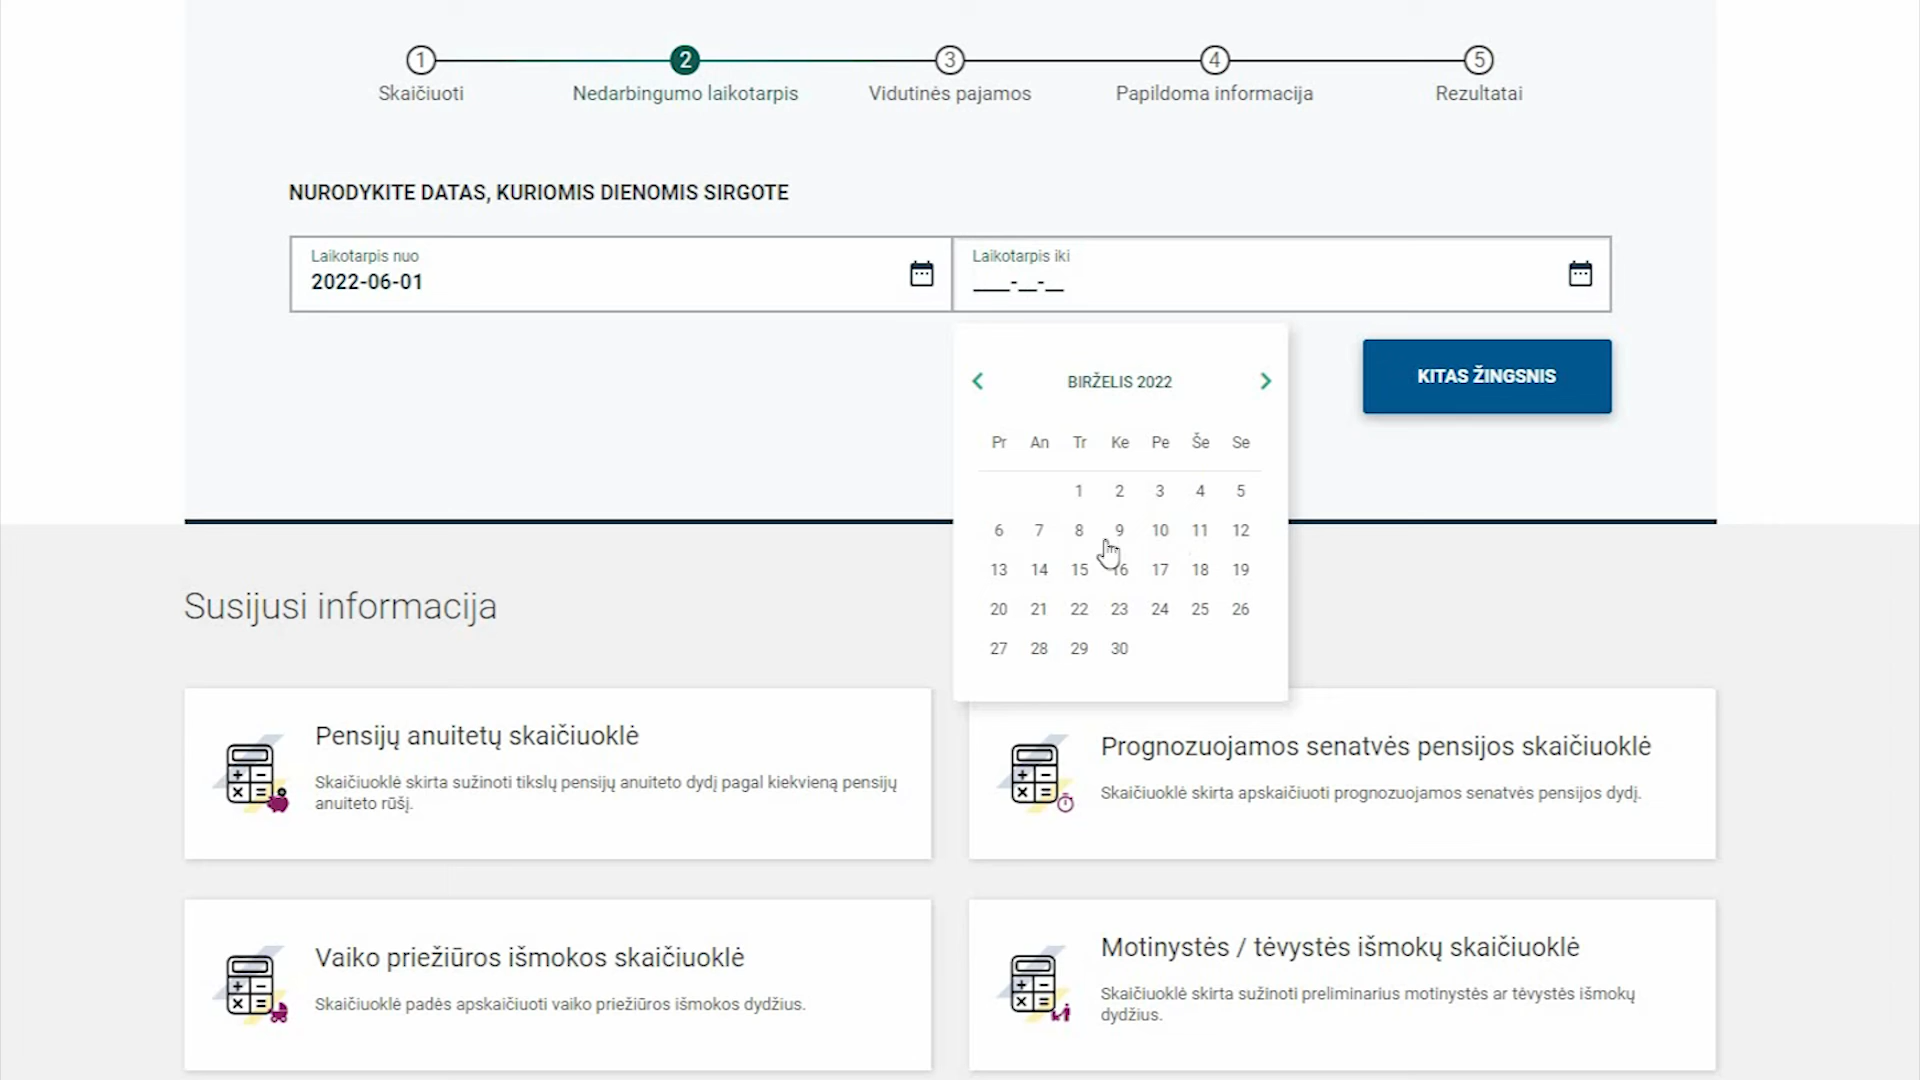 1 2 3 4 5
Skaičiuoti Nedarbingumo laikotarpis Vidutinės pajamos Papildoma informacija Rezultatai
NURODYKITE DATAS, KURIOMIS DIENOMIS SIRGOTE
Laikotarpis nuo
2022-06-01
Laikotarpis iki
____-__-__
KITAS ŽINGSNIS
BIRŽELIS 2022
Pr An Tr Ke Pe Še Se
1 2 3 4 5
6 7 8 9 10 11 12
13 14 15 16 17 18 19
20 21 22 23 24 25 26
27 28 29 30
Susijusi informacija
Pensijų anuitetų skaičiuoklė
Skaičiuoklė skirta sužinoti tikslų pensijų anuiteto dydį pagal kiekvieną pensijų
anuiteto rūšį.
Prognozuojamos senatvės pensijos skaičiuoklė
Skaičiuoklė skirta apskaičiuoti prognozuojamos senatvės pensijos dydį.
Vaiko priežiūros išmokos skaičiuoklė
Skaičiuoklė padės apskaičiuoti vaiko priežiūros išmokos dydžius.
Motinystės / tėvystės išmokų skaičiuoklė
Skaičiuoklė skirta sužinoti preliminarius motinystės ar tėvystės išmokų
dydžius.